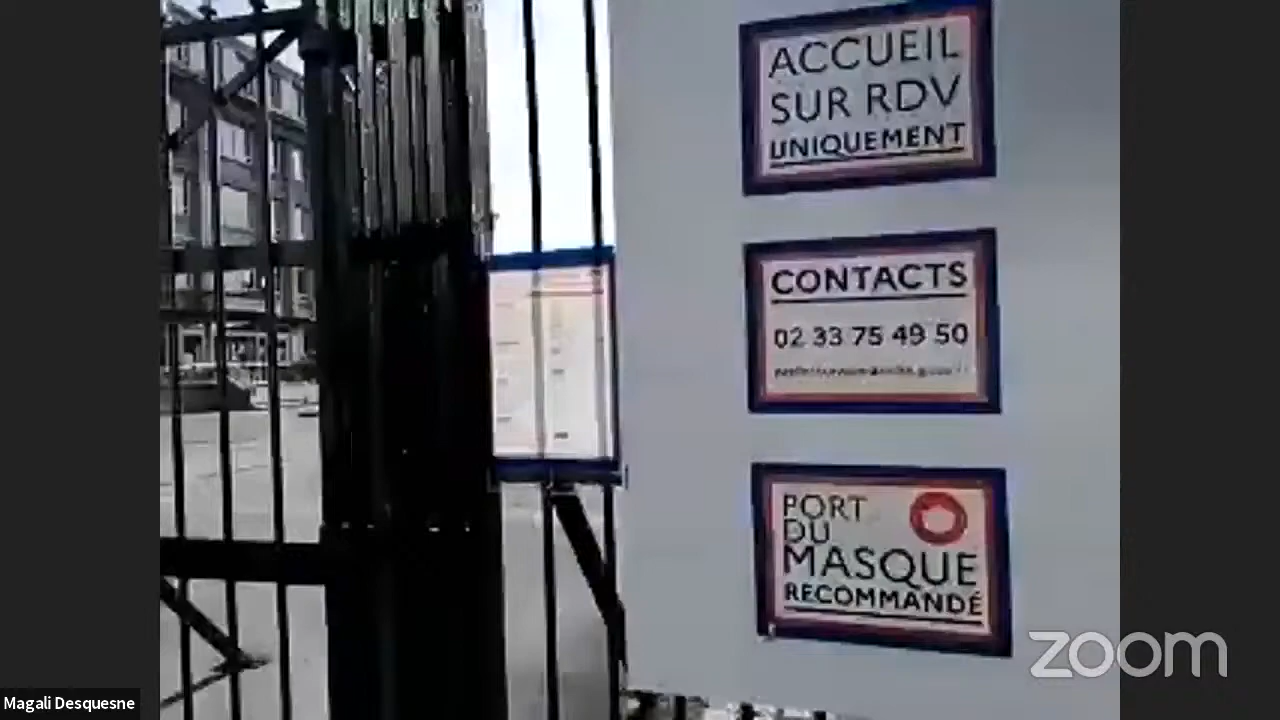 ACCUEIL
SUR RDV
UNIQUEMENT
CONTACTS
02 33 75 49 50
PORT
DU
MASQUE
RECOMMANDÉ
zoom
Magali Desquesne